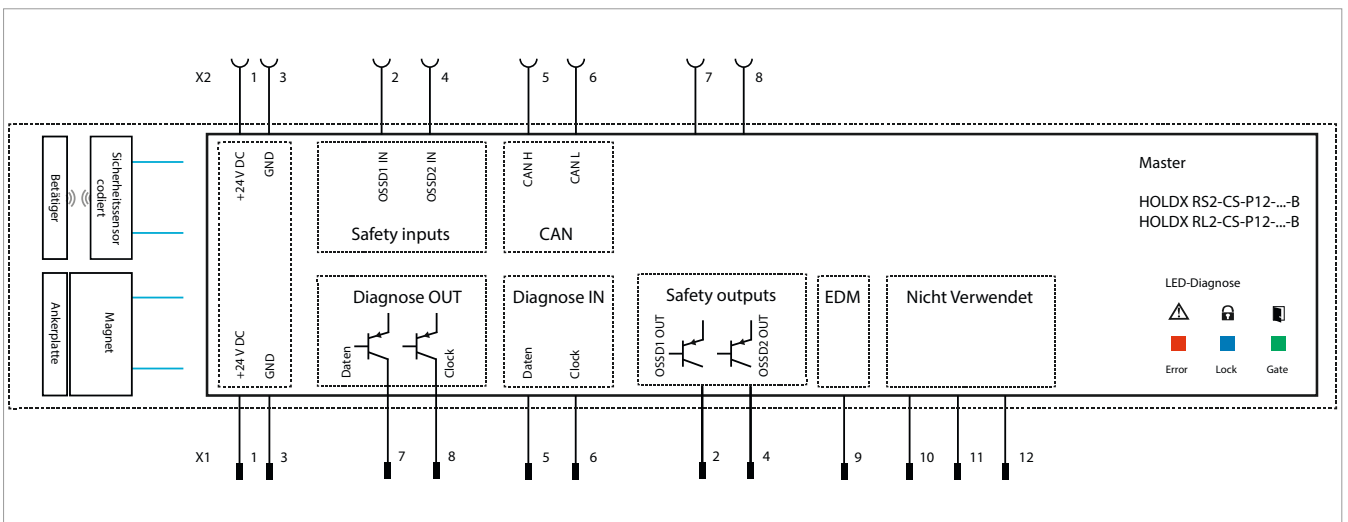 X2 1 3 2 4 5 6 7 8
Betätiger
Sicherheitssensor
codiert
+24 V DC
GND
OSSD1 IN
OSSD2 IN
Safety inputs
CAN H
CAN L
CAN
Master
HOLDX RS2-CS-P12-...-B
HOLDX RL2-CS-P12-...-B
Ankerplatte
Magnet
+24 V DC
GND
Diagnose OUT
Daten
Clock
Diagnose IN
Daten
Clock
Safety outputs
OSSD1 OUT
OSSD2 OUT
EDM
Nicht Verwendet
LED-Diagnose
Error
Lock
Gate
X1 1 3 7 8 5 6 2 4 9 10 11 12